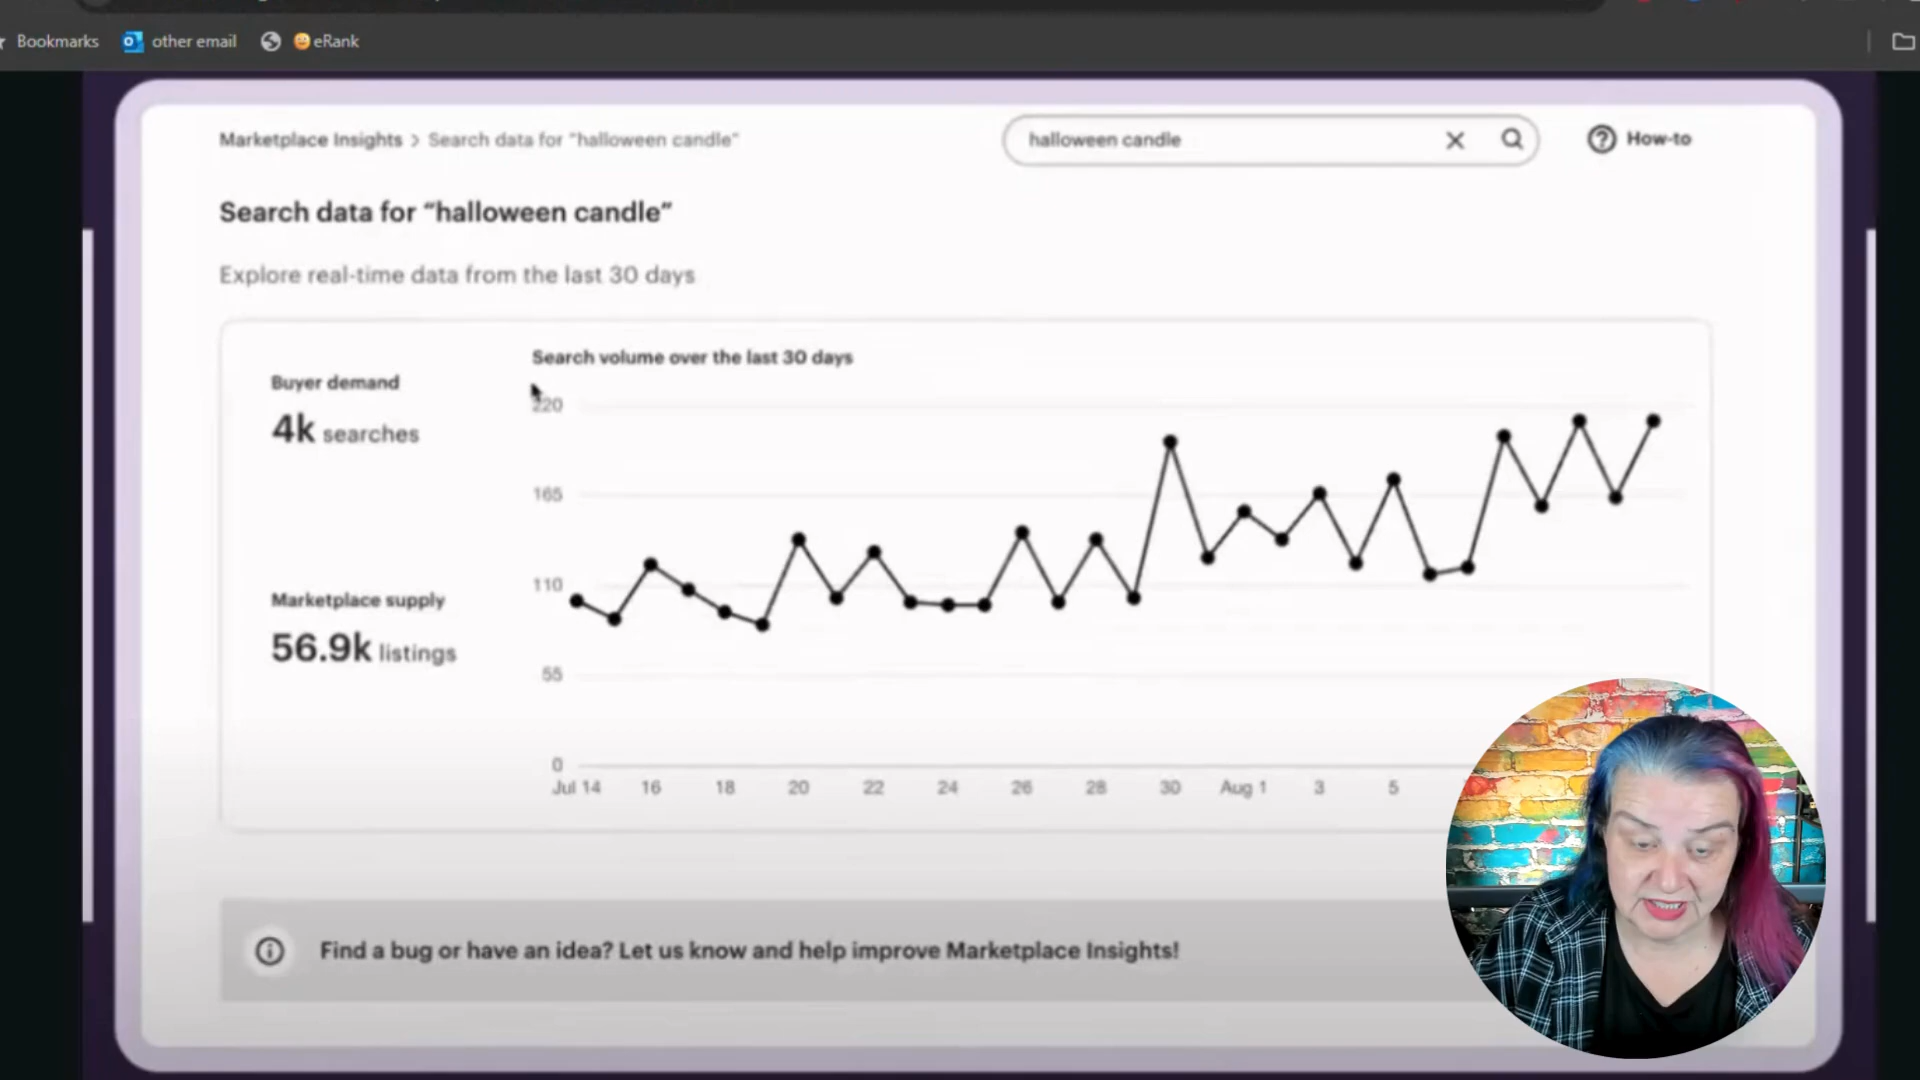 Bookmarks other email eRank
Marketplace Insights > Search data for "halloween candle"
halloween candle
How-to
Search data for “halloween candle”
Explore real-time data from the last 30 days
Buyer demand
4k searches
Marketplace supply
56.9k listings
Search volume over the last 30 days
220
165
110
55
0
Jul 14 16 18 20 22 24 26 28 30 Aug 1 3 5
Find a bug or have an idea? Let us know and help improve Marketplace Insights!